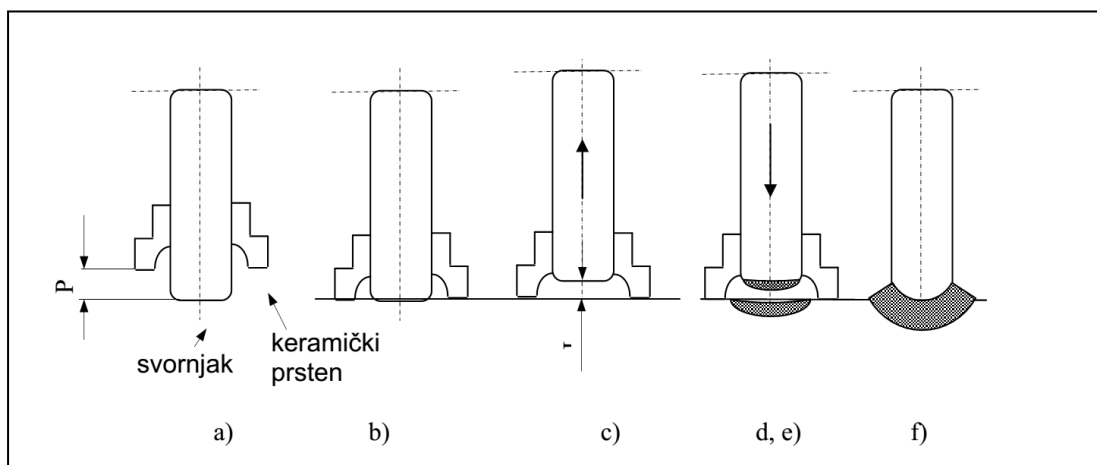 P
r
svornjak
keramički
prsten
a)
b)
c)
d, e)
f)